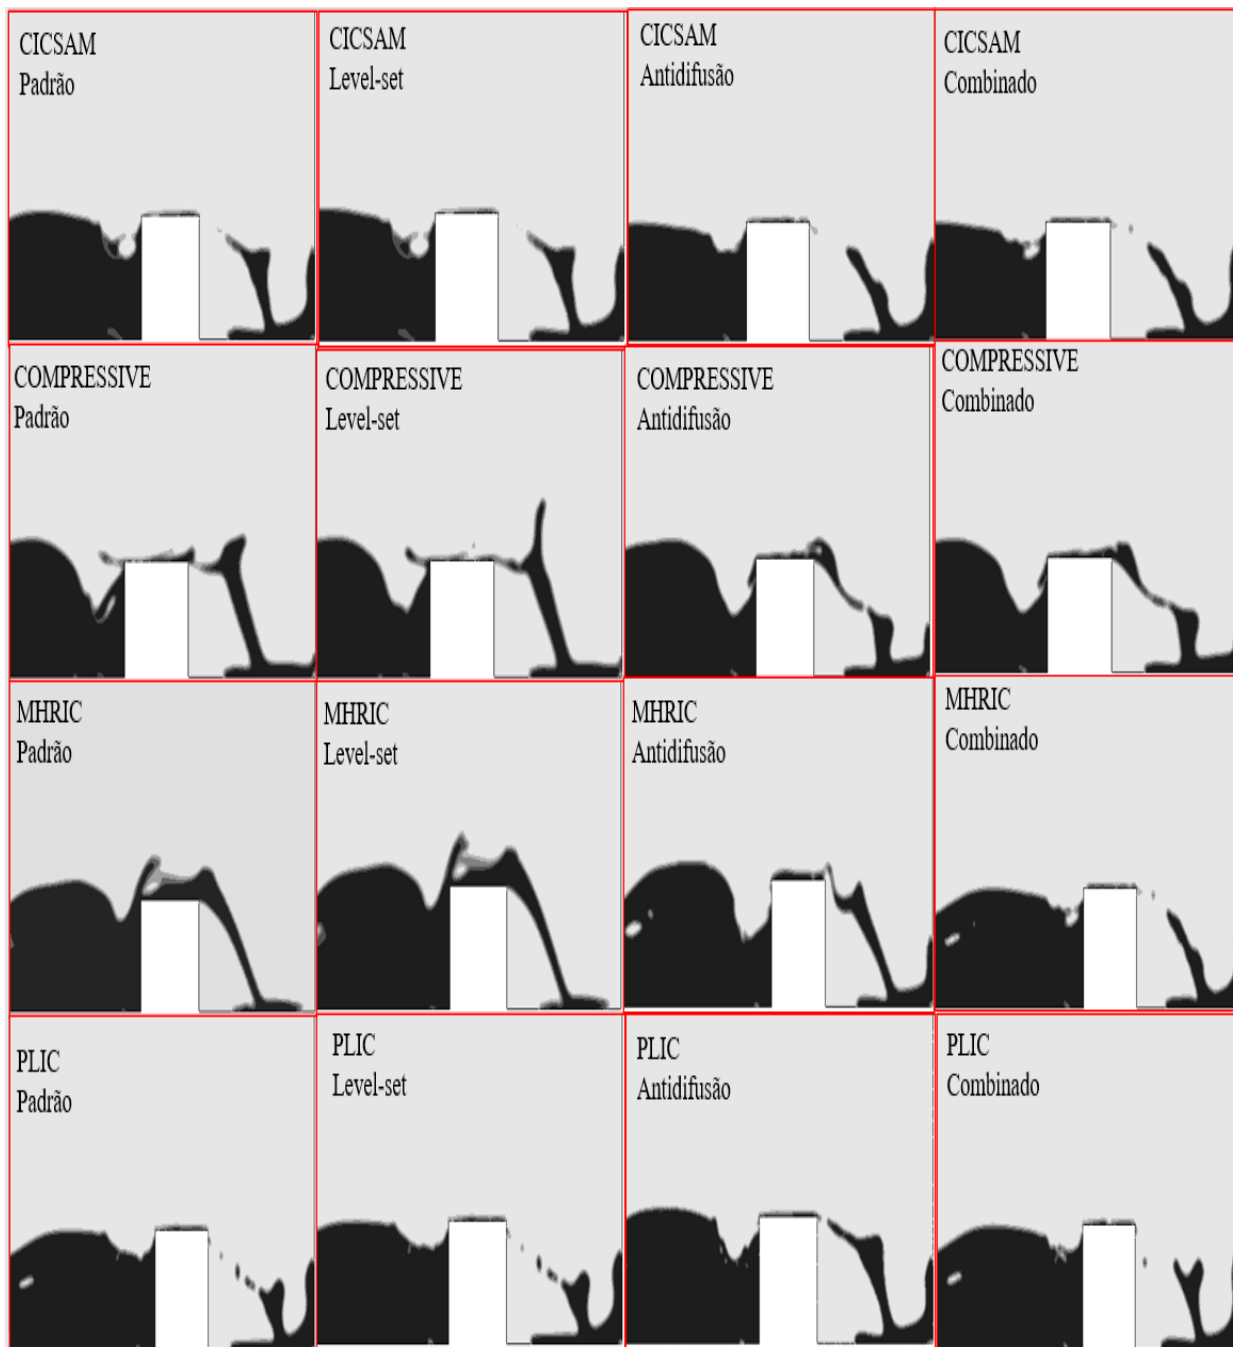 CICSAM
Padrão
CICSAM
Level-set
CICSAM
Antidifusão
CICSAM
Combinado
COMPRESSIVE
Padrão
COMPRESSIVE
Level-set
COMPRESSIVE
Antidifusão
COMPRESSIVE
Combinado
MHRIC
Padrão
MHRIC
Level-set
MHRIC
Antidifusão
MHRIC
Combinado
PLIC
Padrão
PLIC
Level-set
PLIC
Antidifusão
PLIC
Combinado